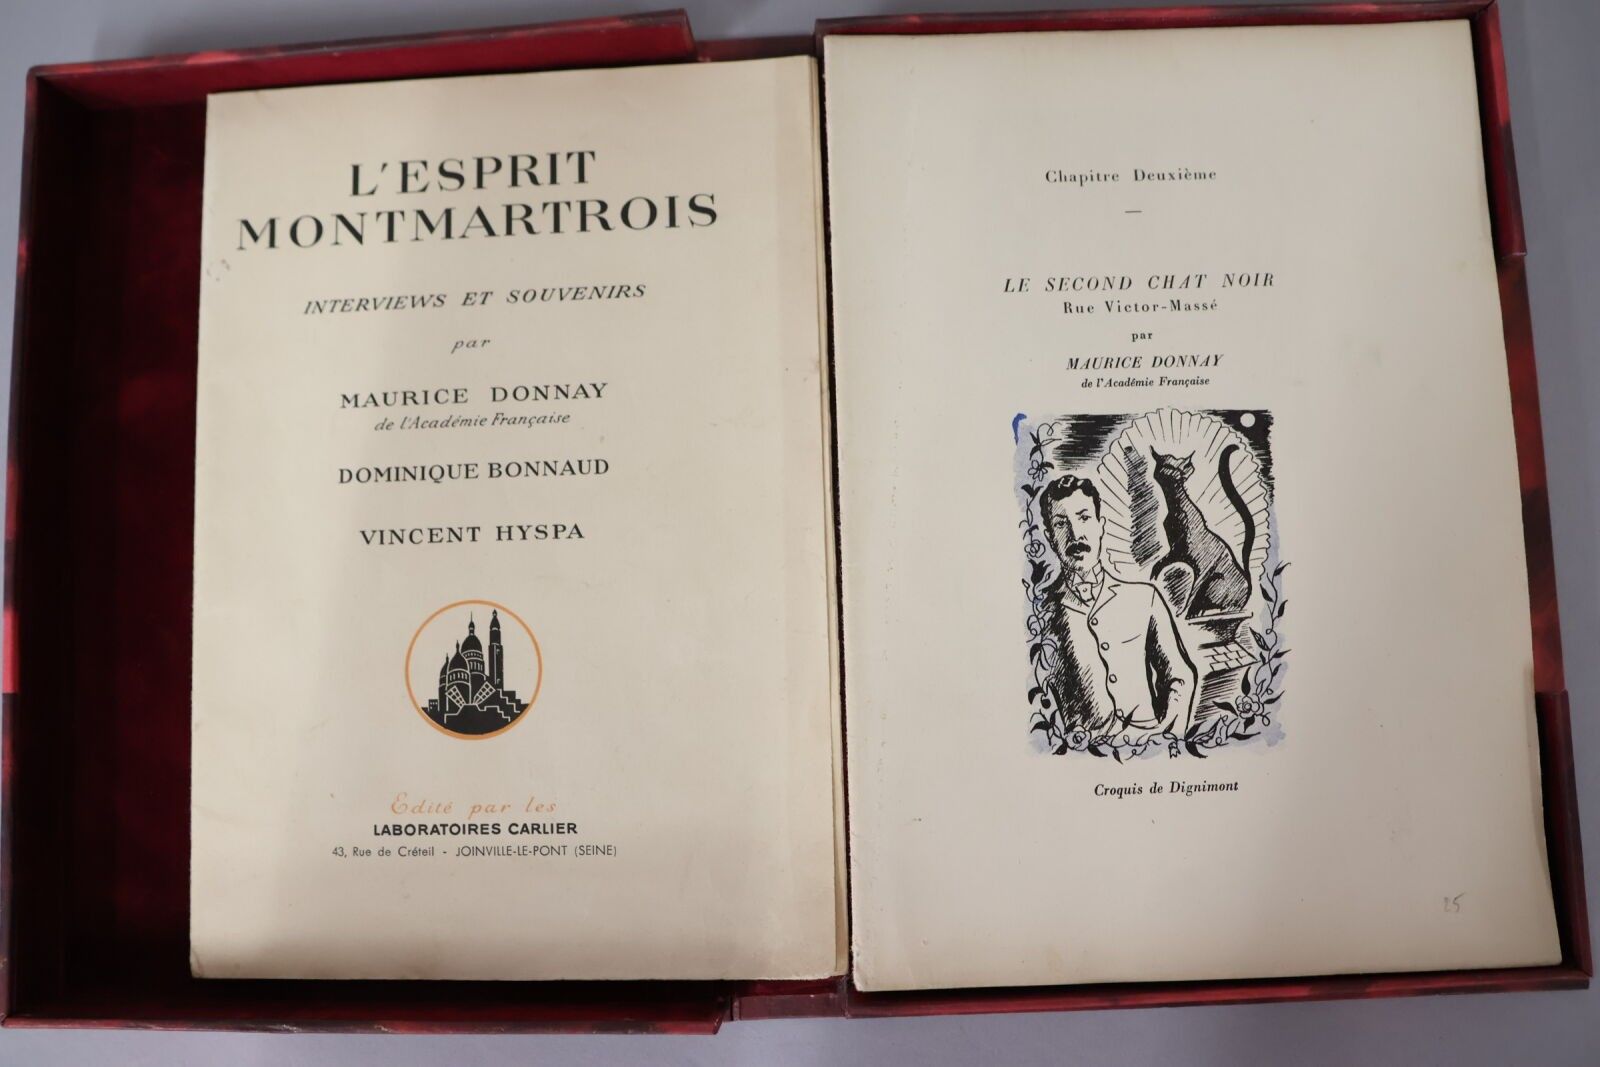 L'ESPRIT
MONTMARTROIS
INTERVIEWS ET SOUVENIRS
par
MAURICE DONNAY
de l'Académie Française
DOMINIQUE BONNAUD
VINCENT HYSPA
Edité par les
LABORATOIRES CARLIER
43, Rue de Créteil - JOINVILLE-LE-PONT (SEINE)
Chapitre Deuxième
—
LE SECOND CHAT NOIR
Rue Victor-Massé
par
MAURICE DONNAY
de l'Académie Française
Croquis de Dignimont
25